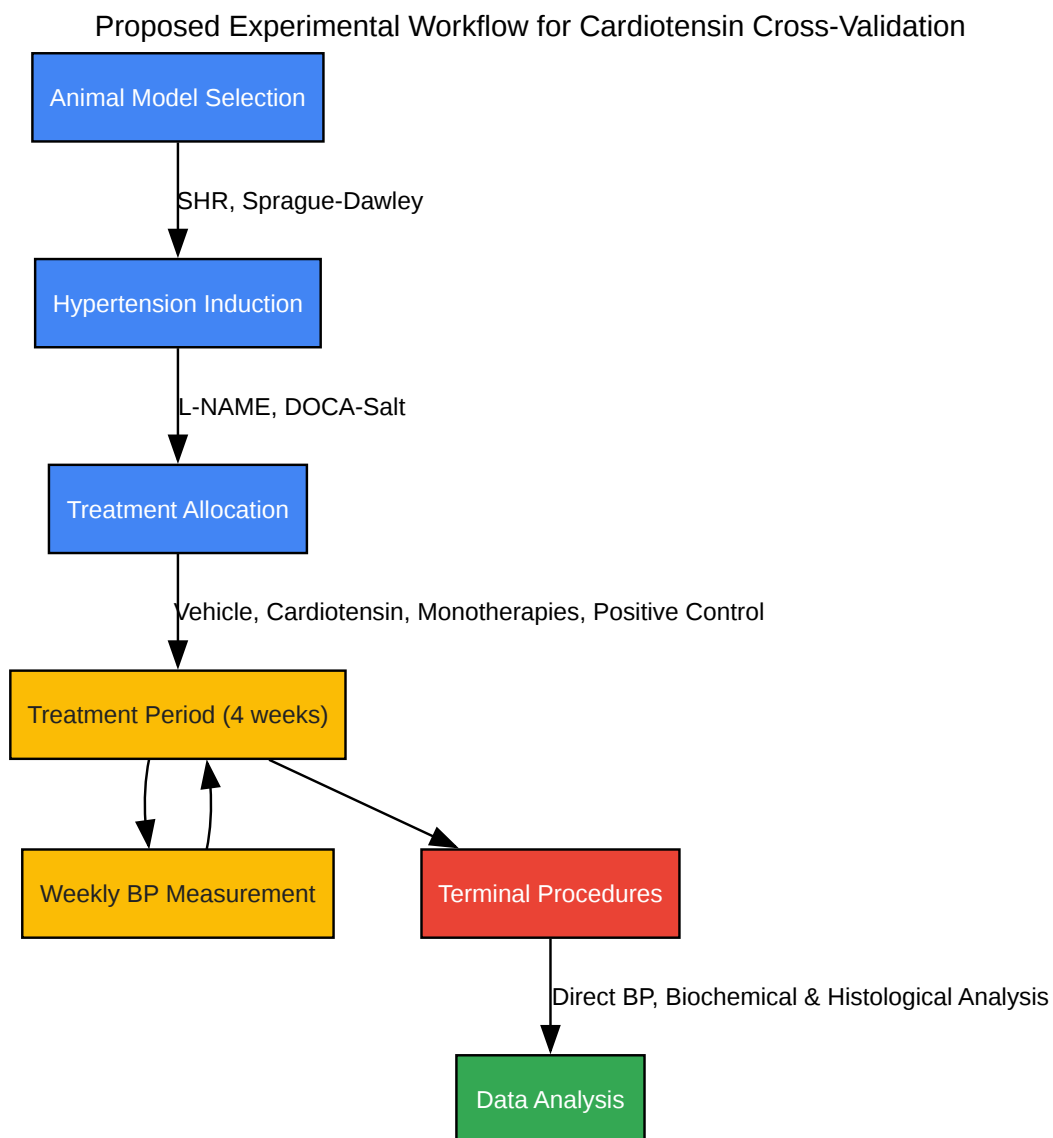 Proposed Experimental Workflow for Cardiotensin Cross-Validation
Animal Model Selection
SHR, Sprague-Dawley
Hypertension Induction
L-NAME, DOCA-Salt
Treatment Allocation
Vehicle, Cardiotensin, Monotherapies, Positive Control
Treatment Period (4 weeks)
Weekly BP Measurement
Terminal Procedures
Direct BP, Biochemical & Histological Analysis
Data Analysis